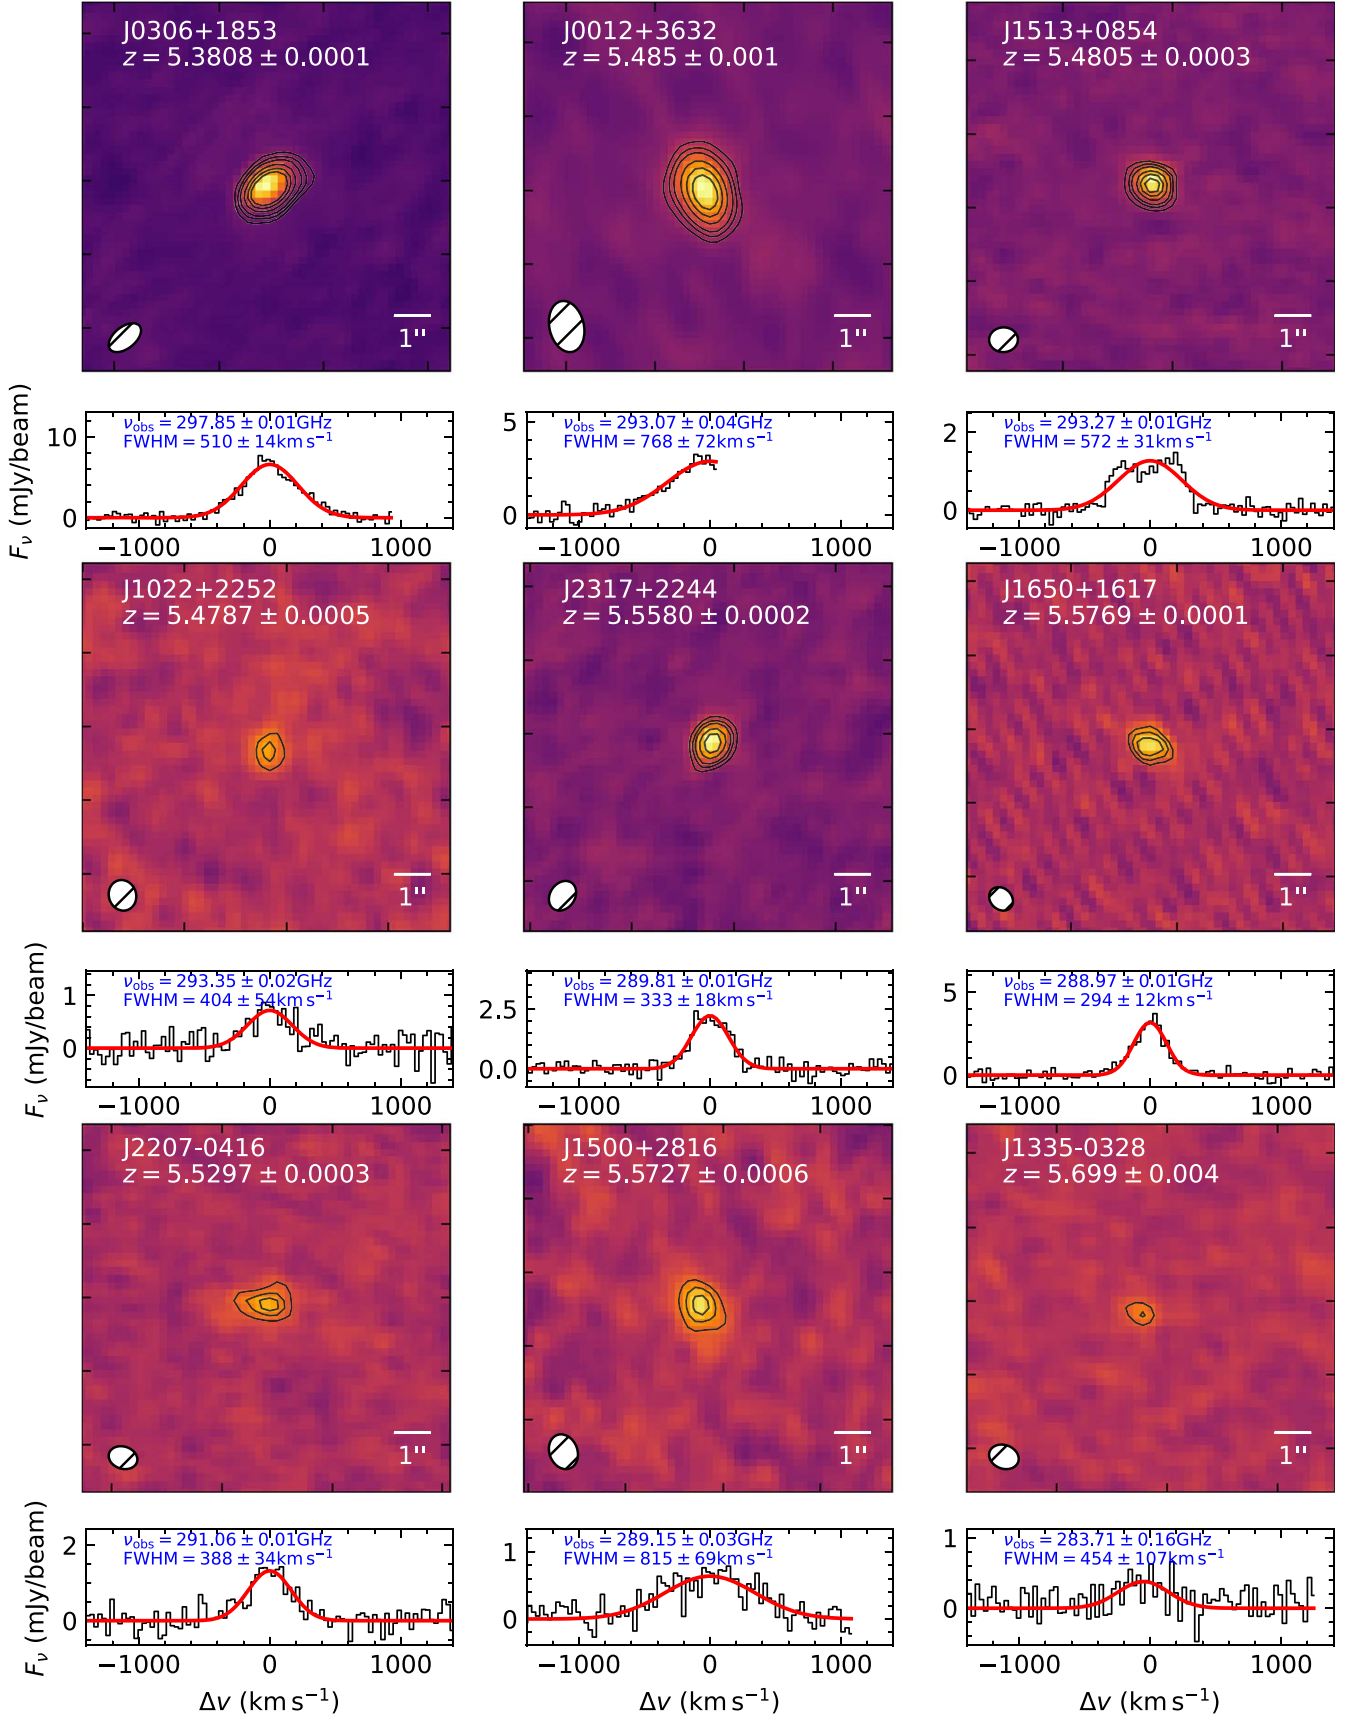 J0306+1853
z = 5.3808 ± 0.0001
1"
J0012+3632
z = 5.485 ± 0.001
1"
J1513+0854
z = 5.4805 ± 0.0003
1"
F_ν (mJy/beam)
10
0
ν_obs = 297.85 ± 0.01GHz
FWHM = 510 ± 14km s⁻¹
−1000 0 1000
5
0
ν_obs = 293.07 ± 0.04GHz
FWHM = 768 ± 72km s⁻¹
−1000 0 1000
2
0
ν_obs = 293.27 ± 0.01GHz
FWHM = 572 ± 31km s⁻¹
−1000 0 1000
J1022+2252
z = 5.4787 ± 0.0005
1"
J2317+2244
z = 5.5580 ± 0.0002
1"
J1650+1617
z = 5.5769 ± 0.0001
1"
F_ν (mJy/beam)
1
0
ν_obs = 293.35 ± 0.02GHz
FWHM = 404 ± 54km s⁻¹
−1000 0 1000
2.5
0.0
ν_obs = 289.81 ± 0.01GHz
FWHM = 333 ± 18km s⁻¹
−1000 0 1000
5
0
ν_obs = 288.97 ± 0.01GHz
FWHM = 294 ± 12km s⁻¹
−1000 0 1000
J2207-0416
z = 5.5297 ± 0.0003
1"
J1500+2816
z = 5.5727 ± 0.0006
1"
J1335-0328
z = 5.699 ± 0.004
1"
F_ν (mJy/beam)
2
0
ν_obs = 291.06 ± 0.01GHz
FWHM = 388 ± 34km s⁻¹
−1000 0 1000
Δv (km s⁻¹)
1
0
ν_obs = 289.15 ± 0.03GHz
FWHM = 815 ± 69km s⁻¹
−1000 0 1000
Δv (km s⁻¹)
1
0
ν_obs = 283.71 ± 0.16GHz
FWHM = 454 ± 107km s⁻¹
−1000 0 1000
Δv (km s⁻¹)